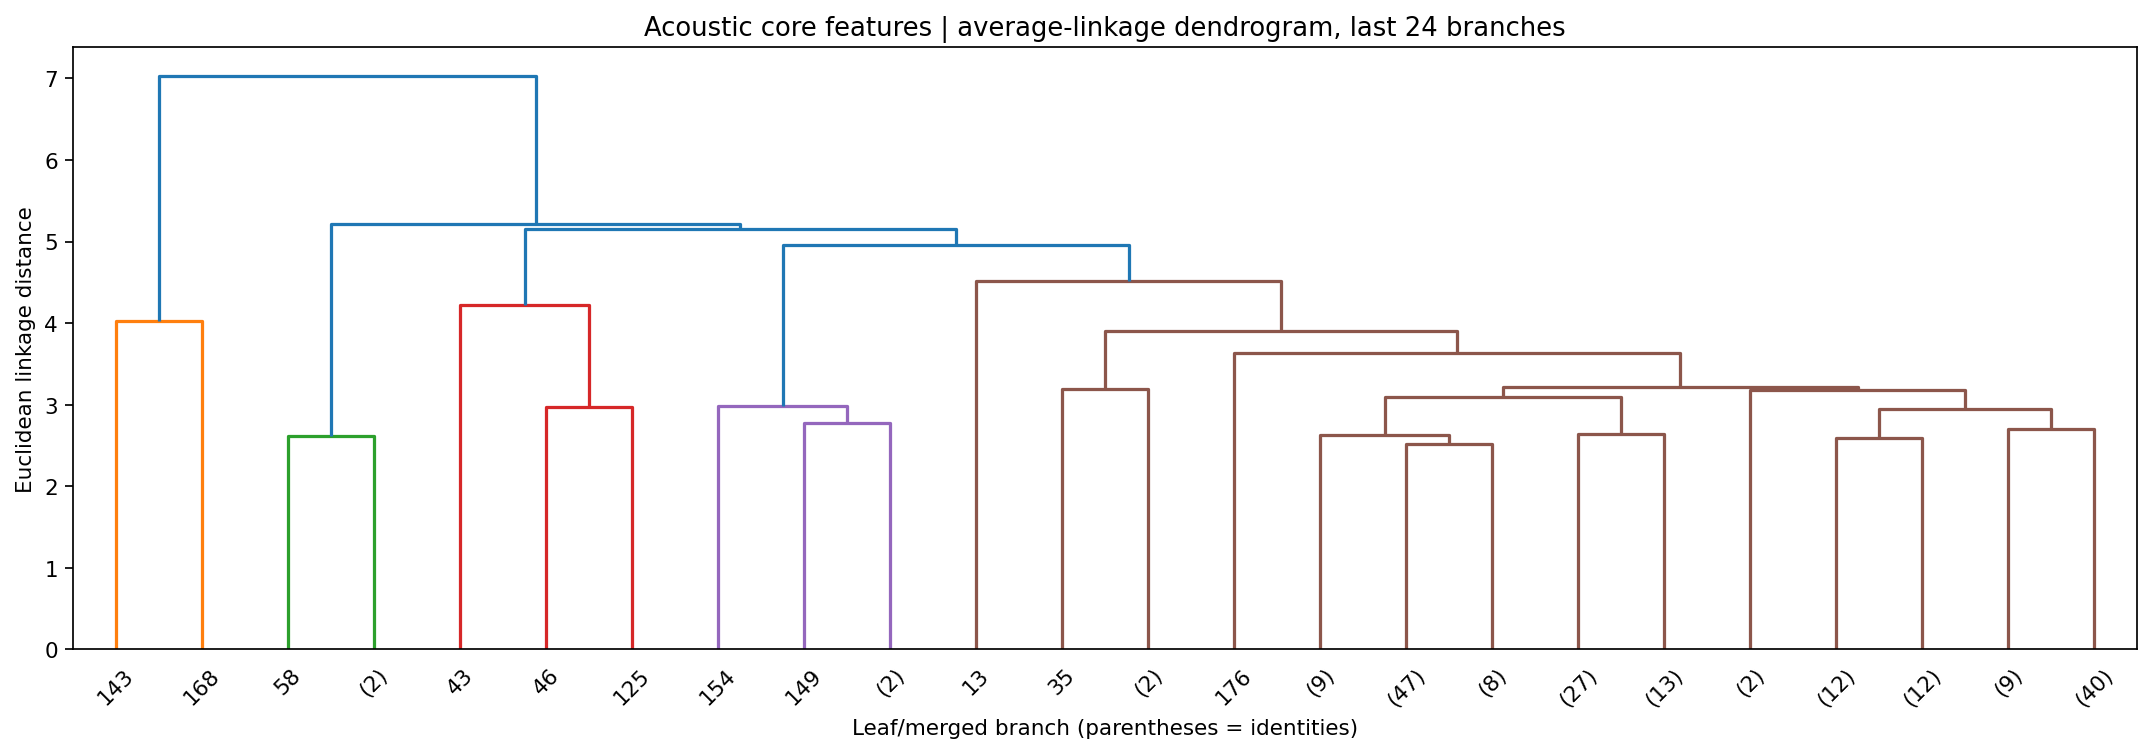 Acoustic core features | average-linkage dendrogram, last 24 branches
Euclidean linkage distance
7
6
5
4
3
2
1
0
143 168 58 (2) 43 46 125 154 149 (2) 13 35 (2) 176 (9) (47) (8) (27) (13) (2) (12) (12) (9) (40)
Leaf/merged branch (parentheses = identities)